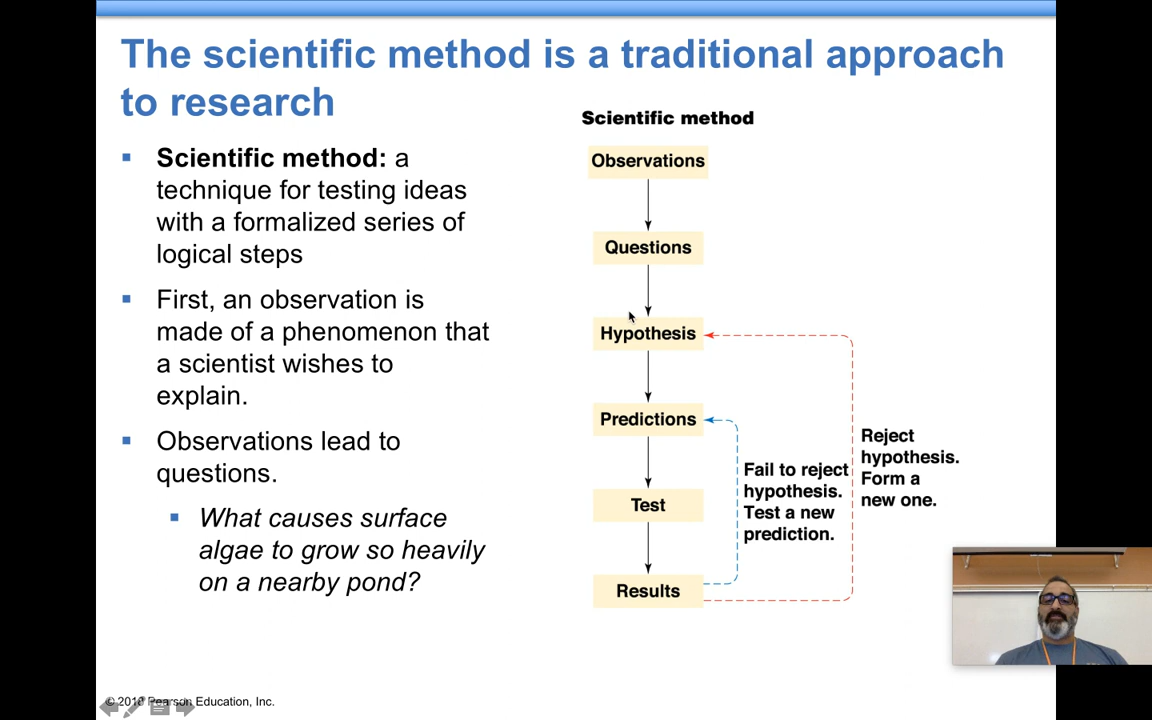 The scientific method is a traditional approach
to research
▪ Scientific method: a
technique for testing ideas
with a formalized series of
logical steps
▪ First, an observation is
made of a phenomenon that
a scientist wishes to
explain.
▪ Observations lead to
questions.
▪ What causes surface
algae to grow so heavily
on a nearby pond?
Scientific method
Observations
Questions
Hypothesis
Predictions
Test
Results
Fail to reject
hypothesis.
Test a new
prediction.
Reject
hypothesis.
Form a
new one.
© 2018 Pearson Education, Inc.